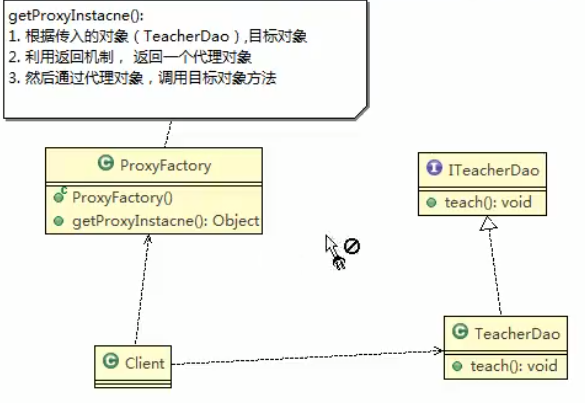 getProxyInstacne():
1. 根据传入的对象（TeacherDao）,目标对象
2. 利用返回机制， 返回一个代理对象
3. 然后通过代理对象，调用目标对象方法
C ProxyFactory
C ProxyFactory()
getProxyInstacne(): Object
I ITeacherDao
teach(): void
C Client
C TeacherDao
teach(): void